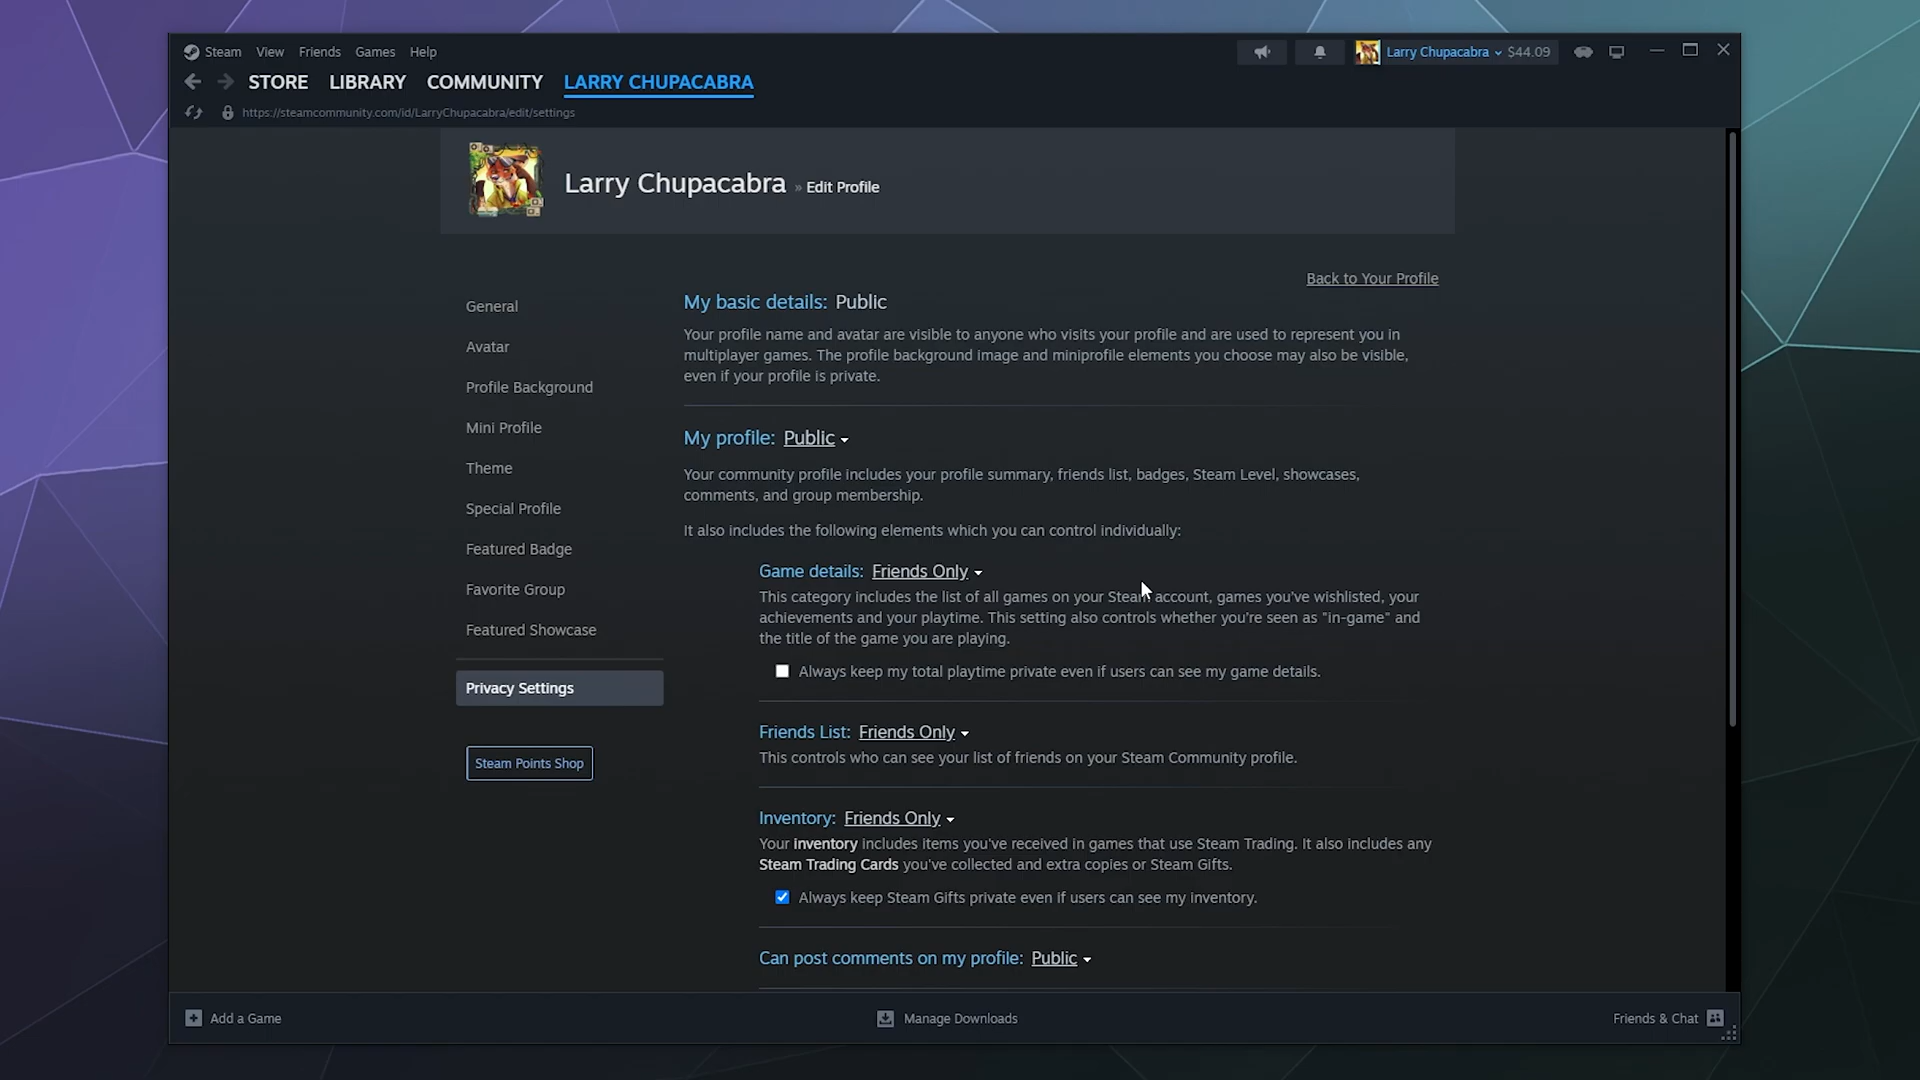 Steam View Friends Games Help
Larry Chupacabra $44.09
STORE LIBRARY COMMUNITY LARRY CHUPACABRA
https://steamcommunity.com/id/LarryChupacabra/edit/settings
Larry Chupacabra » Edit Profile
Back to Your Profile
General
Avatar
Profile Background
Mini Profile
Theme
Special Profile
Featured Badge
Favorite Group
Featured Showcase
Privacy Settings
Steam Points Shop
My basic details: Public
Your profile name and avatar are visible to anyone who visits your profile and are used to represent you in
multiplayer games. The profile background image and miniprofile elements you choose may also be visible,
even if your profile is private.
My profile: Public
Your community profile includes your profile summary, friends list, badges, Steam Level, showcases,
comments, and group membership.
It also includes the following elements which you can control individually:
Game details: Friends Only
This category includes the list of all games on your Steam account, games you've wishlisted, your
achievements and your playtime. This setting also controls whether you're seen as "in-game" and
the title of the game you are playing.
Always keep my total playtime private even if users can see my game details.
Friends List: Friends Only
This controls who can see your list of friends on your Steam Community profile.
Inventory: Friends Only
Your inventory includes items you've received in games that use Steam Trading. It also includes any
Steam Trading Cards you've collected and extra copies or Steam Gifts.
Always keep Steam Gifts private even if users can see my inventory.
Can post comments on my profile: Public
Add a Game
Manage Downloads
Friends & Chat